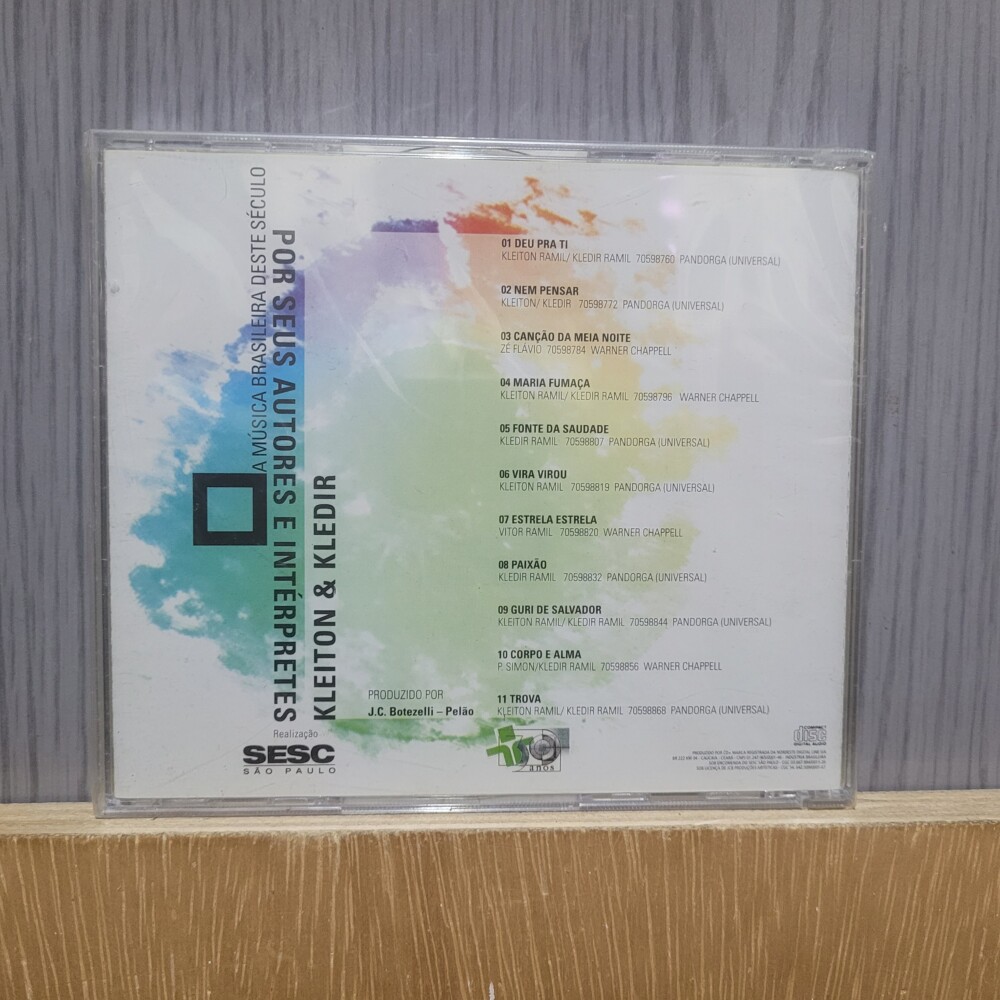 A MÚSICA BRASILEIRA DESTE SÉCULO
POR SEUS AUTORES E INTÉRPRETES
KLEITON & KLEDIR
01 DEU PRA TI
KLEITON RAMIL/ KLEDIR RAMIL 70598760 PANDORGA (UNIVERSAL)
02 NEM PENSAR
KLEITON/ KLEDIR 70598772 PANDORGA (UNIVERSAL)
03 CANÇÃO DA MEIA NOITE
ZÉ FLÁVIO 70598784 WARNER CHAPPELL
04 MARIA FUMAÇA
KLEITON RAMIL/ KLEDIR RAMIL 70598796 WARNER CHAPPELL
05 FONTE DA SAUDADE
KLEDIR RAMIL 70598807 PANDORGA (UNIVERSAL)
06 VIRA VIROU
KLEITON RAMIL 70598819 PANDORGA (UNIVERSAL)
07 ESTRELA ESTRELA
VITOR RAMIL 70598820 WARNER CHAPPELL
08 PAIXÃO
KLEDIR RAMIL 70598832 PANDORGA (UNIVERSAL)
09 GURI DE SALVADOR
KLEITON RAMIL/ KLEDIR RAMIL 70598844 PANDORGA (UNIVERSAL)
10 CORPO E ALMA
P. SIMON/KLEDIR RAMIL 70598856 WARNER CHAPPELL
11 TROVA
KLEITON RAMIL/ KLEDIR RAMIL 70598868 PANDORGA (UNIVERSAL)
PRODUZIDO POR
J.C. Botezelli – Pelão
Realização
SESC
SÃO PAULO
anos
COMPACT
disc
DIGITAL AUDIO